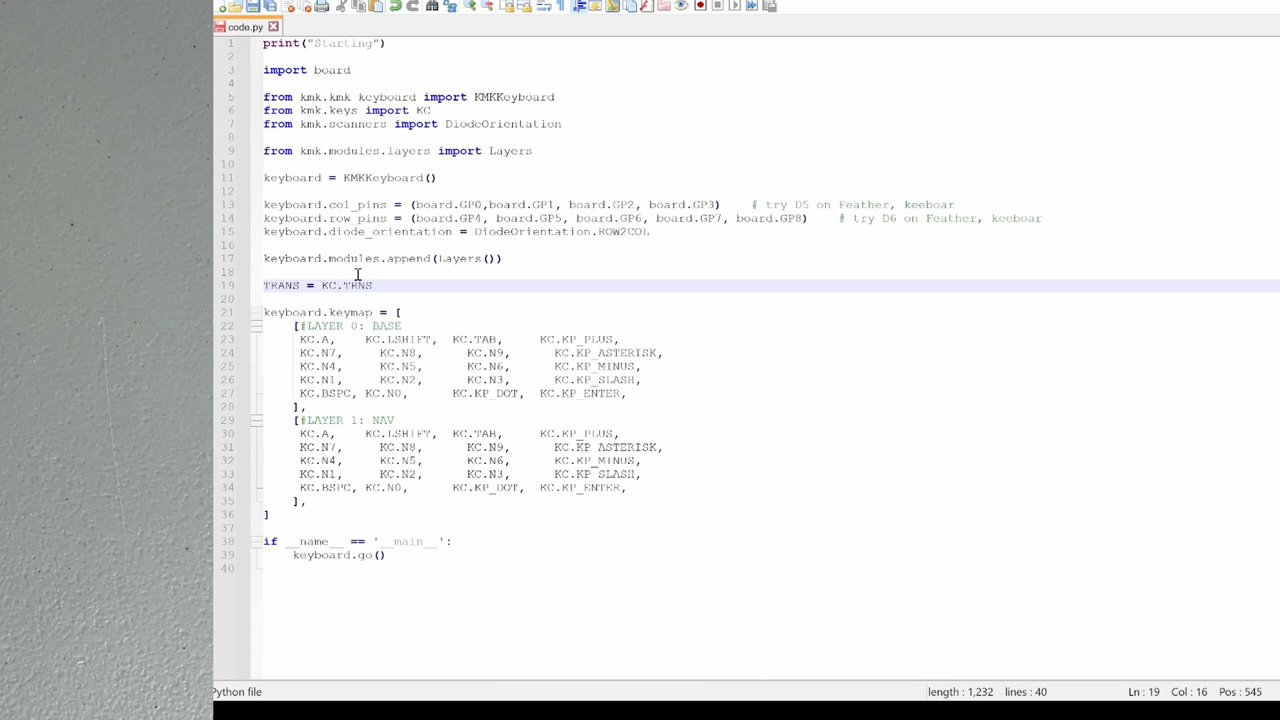 code.py
1 print("Starting")
2
3 import board
4
5 from kmk.kmk_keyboard import KMKKeyboard
6 from kmk.keys import KC
7 from kmk.scanners import DiodeOrientation
8
9 from kmk.modules.layers import Layers
10
11 keyboard = KMKKeyboard()
12
13 keyboard.col_pins = (board.GP0,board.GP1, board.GP2, board.GP3) # try D5 on Feather, keeboar
14 keyboard.row_pins = (board.GP4, board.GP5, board.GP6, board.GP7, board.GP8) # try D6 on Feather, keeboar
15 keyboard.diode_orientation = DiodeOrientation.ROW2COL
16
17 keyboard.modules.append(Layers())
18
19 TRANS = KC.TRNS
20
21 keyboard.keymap = [
22 [#LAYER 0: BASE
23 KC.A, KC.LSHIFT, KC.TAB, KC.KP_PLUS,
24 KC.N7, KC.N8, KC.N9, KC.KP_ASTERISK,
25 KC.N4, KC.N5, KC.N6, KC.KP_MINUS,
26 KC.N1, KC.N2, KC.N3, KC.KP_SLASH,
27 KC.BSPC, KC.N0, KC.KP_DOT, KC.KP_ENTER,
28 ],
29 [#LAYER 1: NAV
30 KC.A, KC.LSHIFT, KC.TAB, KC.KP_PLUS,
31 KC.N7, KC.N8, KC.N9, KC.KP_ASTERISK,
32 KC.N4, KC.N5, KC.N6, KC.KP_MINUS,
33 KC.N1, KC.N2, KC.N3, KC.KP_SLASH,
34 KC.BSPC, KC.N0, KC.KP_DOT, KC.KP_ENTER,
35 ],
36 ]
37
38 if __name__ == '__main__':
39 keyboard.go()
40
Python file length : 1,232 lines : 40 Ln : 19 Col : 16 Pos : 545